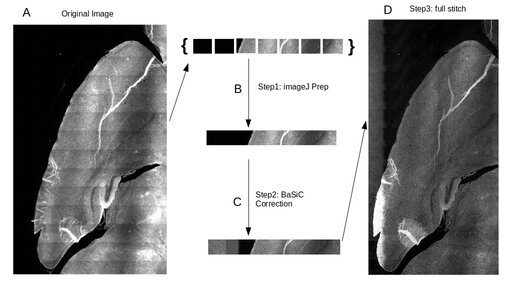 A
Original Image
{ }
B
Step1: imageJ Prep
C
Step2: BaSiC
Correction
D
Step3: full stitch